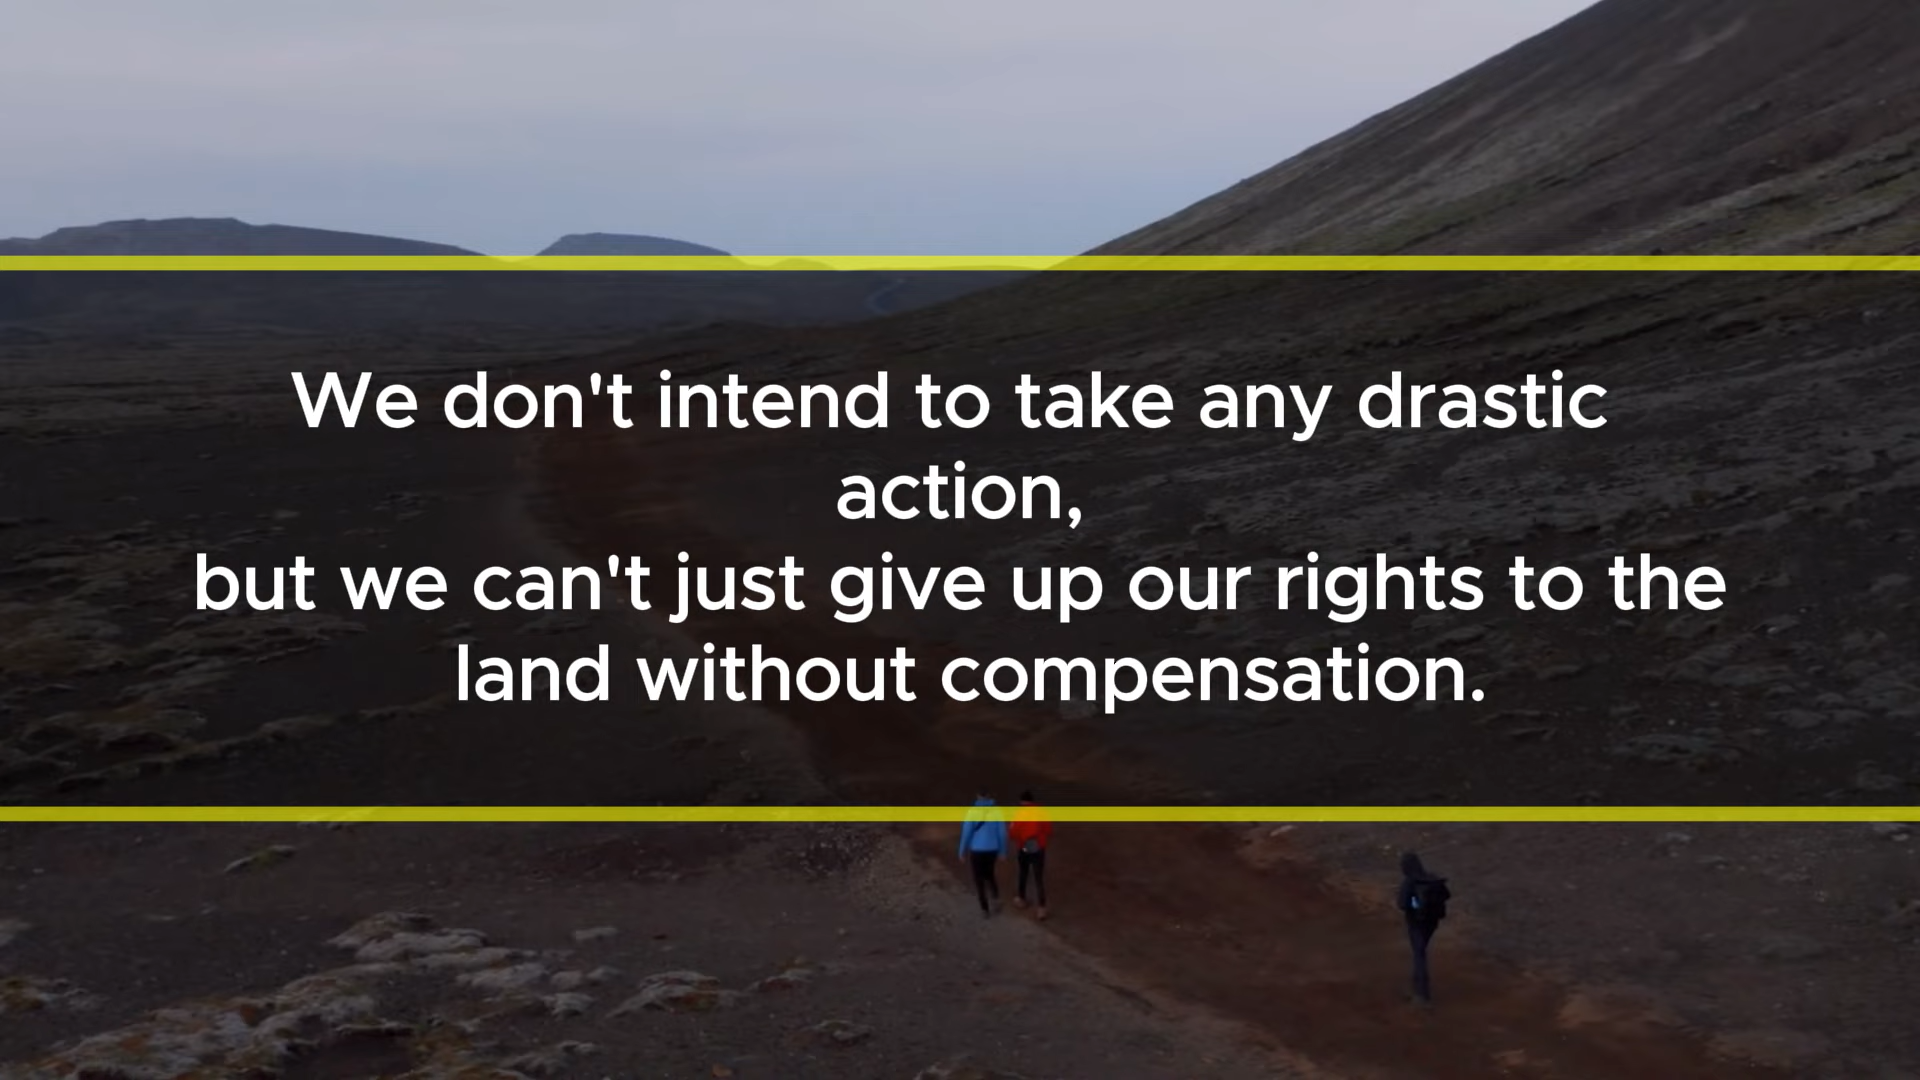 We don't intend to take any drastic
action,
but we can't just give up our rights to the
land without compensation.